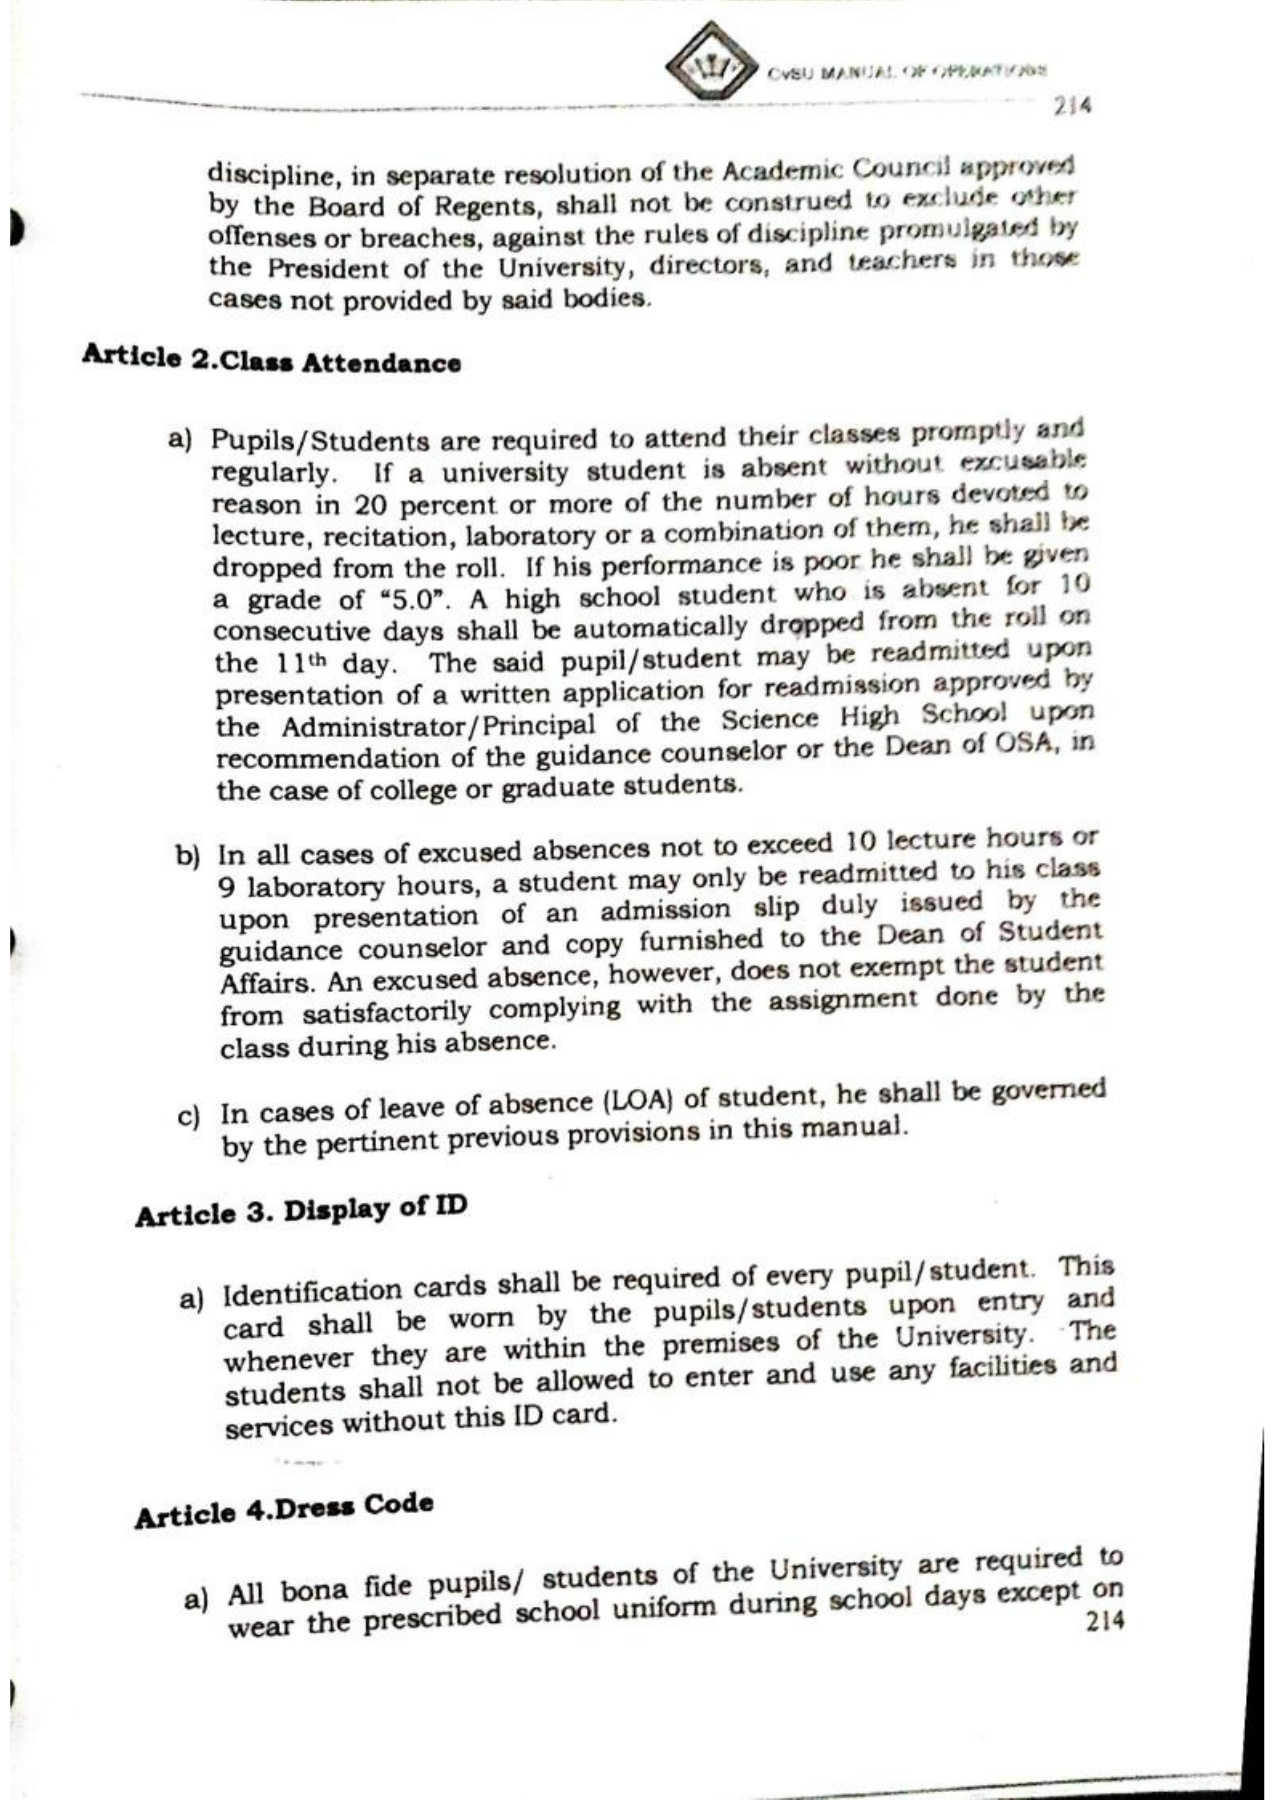 CvSU MANUAL OF OPERATIONS
214
discipline, in separate resolution of the Academic Council approved
by the Board of Regents, shall not be construed to exclude other
offenses or breaches, against the rules of discipline promulgated by
the President of the University, directors, and teachers in those
cases not provided by said bodies.
Article 2.Class Attendance
a) Pupils/Students are required to attend their classes promptly and
regularly. If a university student is absent without excusable
reason in 20 percent or more of the number of hours devoted to
lecture, recitation, laboratory or a combination of them, he shall be
dropped from the roll. If his performance is poor he shall be given
a grade of “5.0”. A high school student who is absent for 10
consecutive days shall be automatically dropped from the roll on
the 11th day. The said pupil/student may be readmitted upon
presentation of a written application for readmission approved by
the Administrator/Principal of the Science High School upon
recommendation of the guidance counselor or the Dean of OSA, in
the case of college or graduate students.
b) In all cases of excused absences not to exceed 10 lecture hours or
9 laboratory hours, a student may only be readmitted to his class
upon presentation of an admission slip duly issued by the
guidance counselor and copy furnished to the Dean of Student
Affairs. An excused absence, however, does not exempt the student
from satisfactorily complying with the assignment done by the
class during his absence.
c) In cases of leave of absence (LOA) of student, he shall be governed
by the pertinent previous provisions in this manual.
Article 3. Display of ID
a) Identification cards shall be required of every pupil/student. This
card shall be worn by the pupils/students upon entry and
whenever they are within the premises of the University. The
students shall not be allowed to enter and use any facilities and
services without this ID card.
Article 4.Dress Code
a) All bona fide pupils/ students of the University are required to
wear the prescribed school uniform during school days except on
214